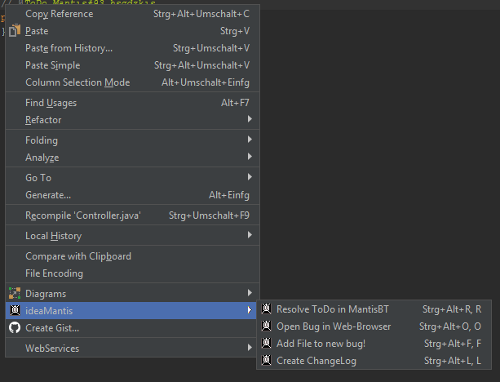 // @ToDo Mantis#93
p
}
Copy Reference Strg+Alt+Umschalt+C
Paste Strg+V
Paste from History... Strg+Umschalt+V
Paste Simple Strg+Alt+Umschalt+V
Column Selection Mode Alt+Umschalt+Einfg
Find Usages Alt+F7
Refactor
Folding
Analyze
Go To
Generate... Alt+Einfg
Recompile 'Controller.java' Strg+Umschalt+F9
Local History
Compare with Clipboard
File Encoding
Diagrams
ideaMantis
Resolve ToDo in MantisBT Strg+Alt+R, R
Open Bug in Web-Browser Strg+Alt+O, O
Add File to new bug! Strg+Alt+F, F
Create ChangeLog Strg+Alt+L, L
Create Gist...
WebServices